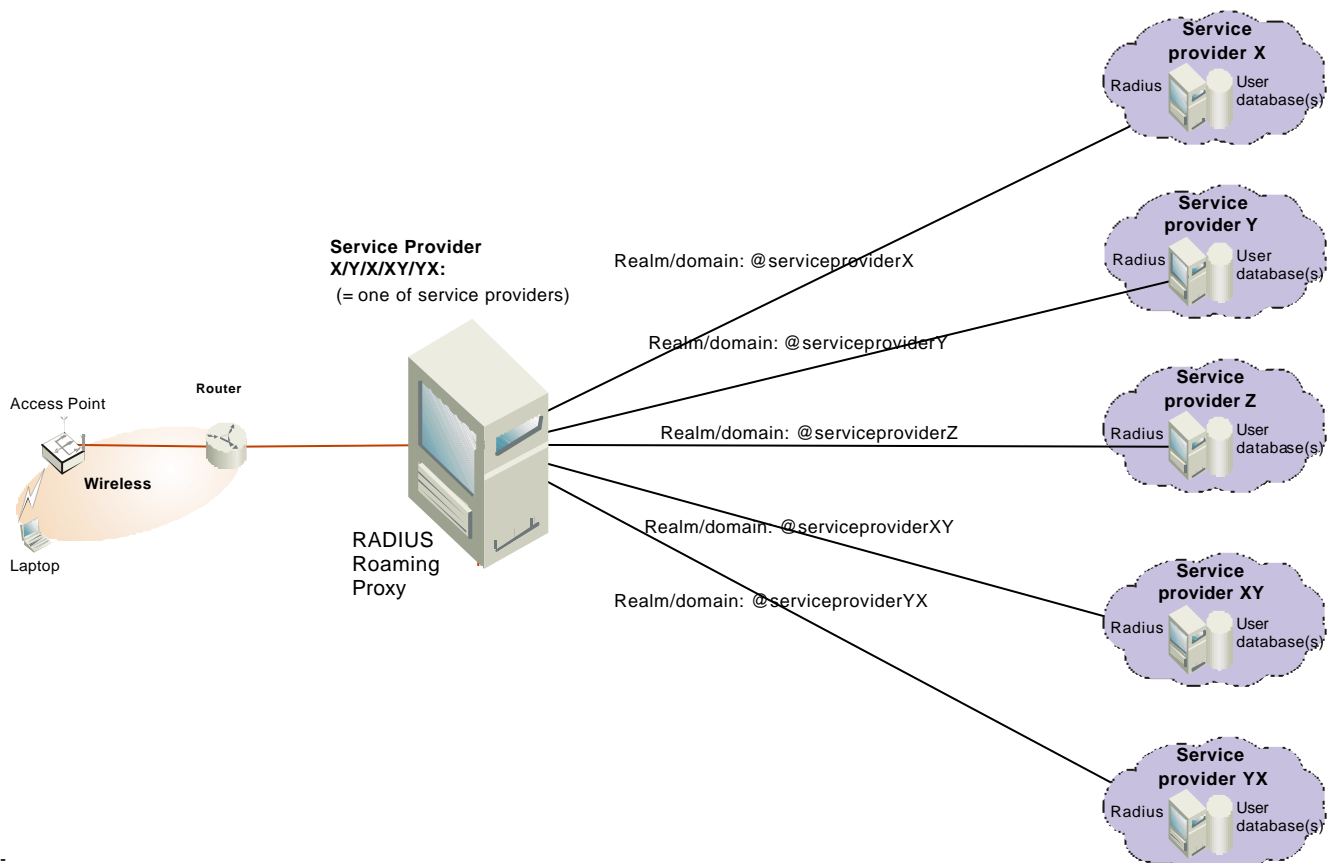 Service
provider X
Radius
User
database(s)
Service
provider Y
Radius
User
database(s)
Service Provider
X/Y/X/XY/YX:
(= one of service providers)
Realm/domain: @serviceproviderX
Realm/domain: @serviceproviderY
Service
provider Z
Radius
User
database(s)
Router
Access Point
Realm/domain: @serviceproviderZ
Wireless
Laptop
RADIUS
Roaming
Proxy
Realm/domain: @serviceproviderXY
Service
provider XY
Radius
User
database(s)
Realm/domain: @serviceproviderYX
Service
provider YX
Radius
User
database(s)
-